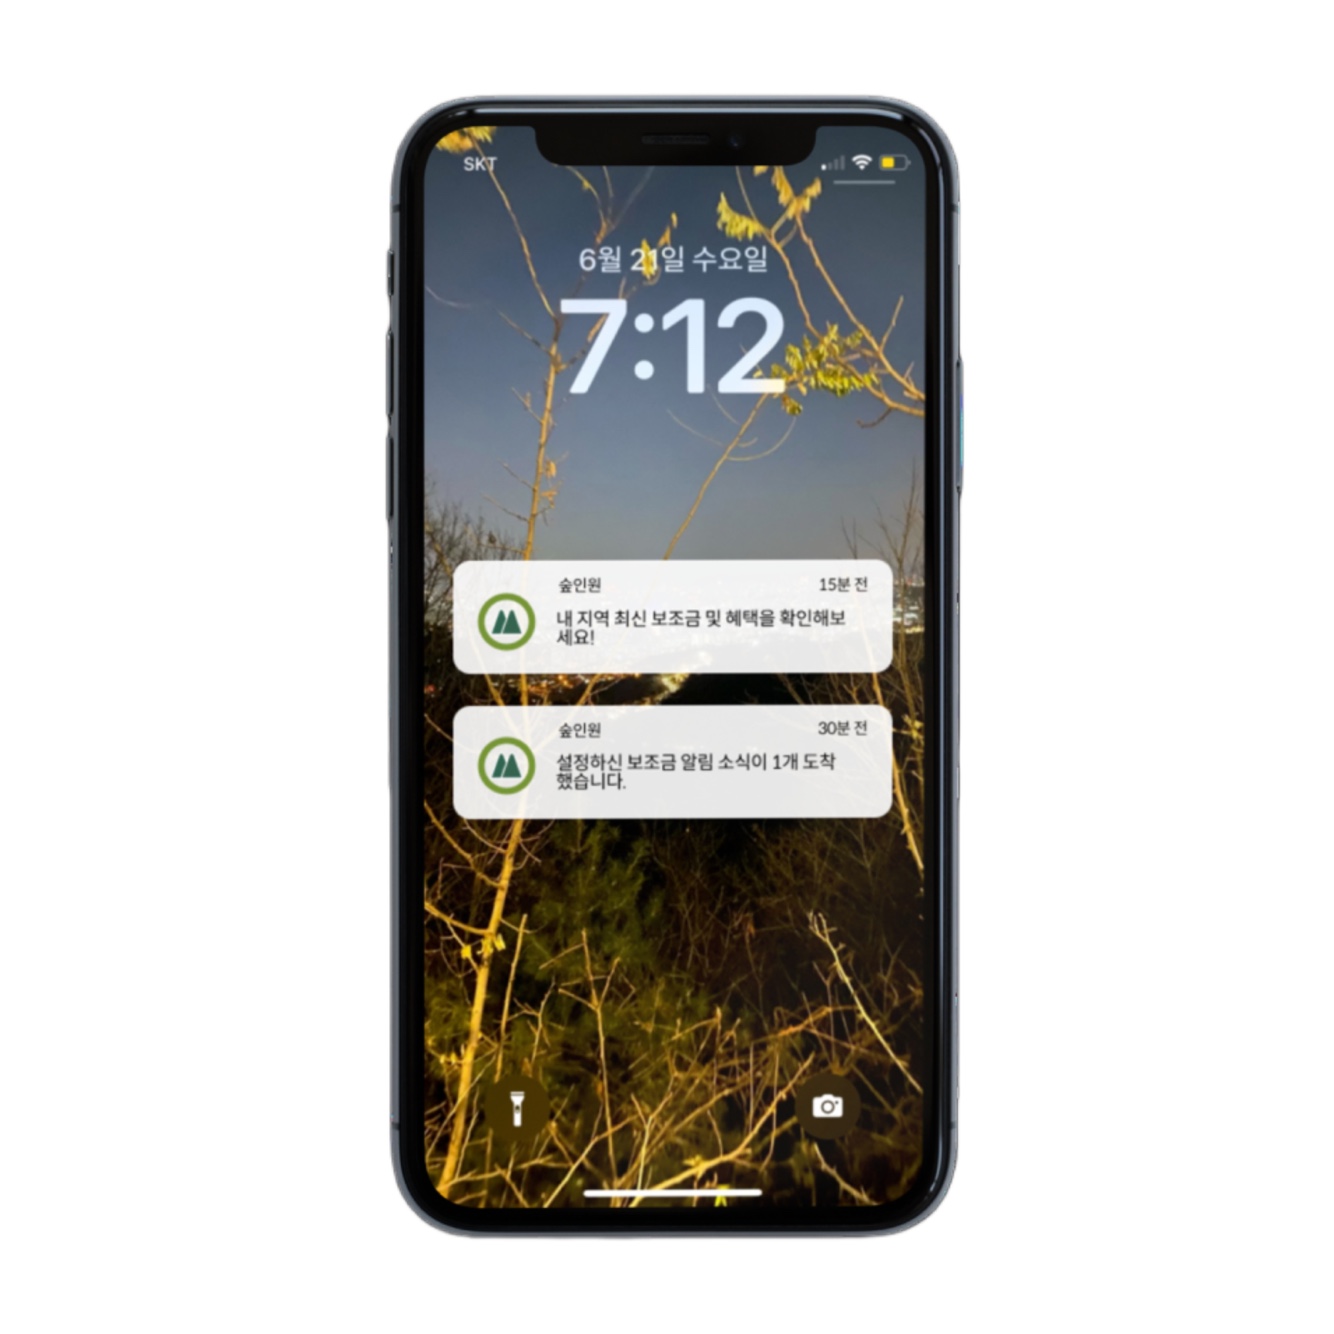 SKT
6월 21일 수요일
7:12
숲인원 15분 전
내 지역 최신 보조금 및 혜택을 확인해보
세요!
숲인원 30분 전
설정하신 보조금 알림 소식이 1개 도착
했습니다.